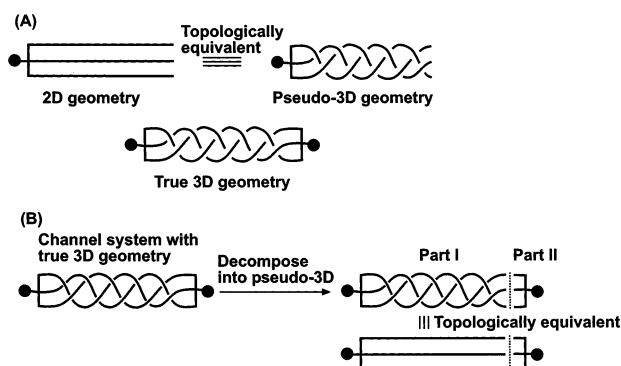 (A)
Topologically
equivalent
2D geometry
Pseudo-3D geometry
True 3D geometry
(B)
Channel system with
true 3D geometry
Decompose
into pseudo-3D
Part I
Part II
Topologically equivalent